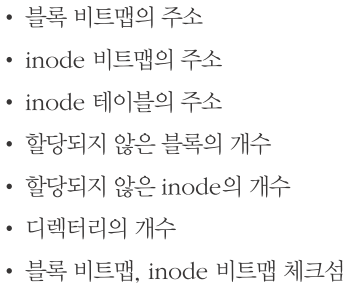 • 블록 비트맵의 주소
• inode 비트맵의 주소
• inode 테이블의 주소
• 할당되지 않은 블록의 개수
• 할당되지 않은 inode의 개수
• 디렉터리의 개수
• 블록 비트맵, inode 비트맵 체크섬